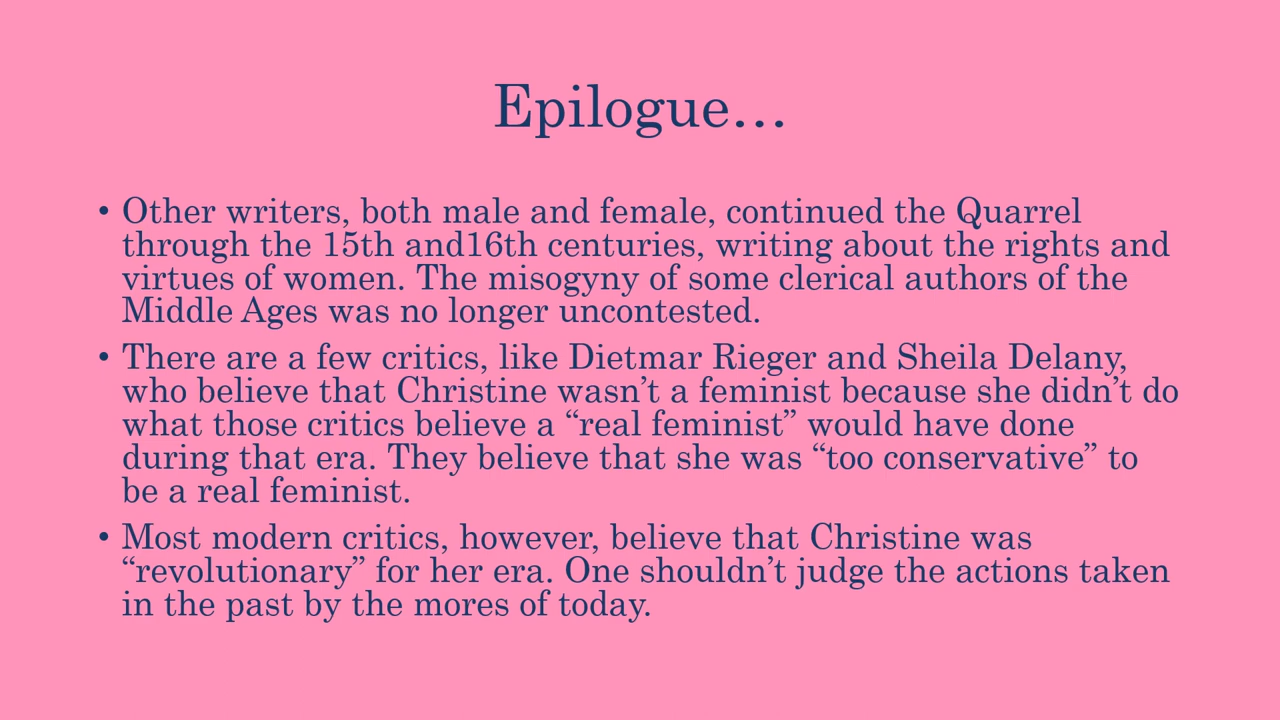 Epilogue…
• Other writers, both male and female, continued the Quarrel
through the 15th and16th centuries, writing about the rights and
virtues of women. The misogyny of some clerical authors of the
Middle Ages was no longer uncontested.
• There are a few critics, like Dietmar Rieger and Sheila Delany,
who believe that Christine wasn’t a feminist because she didn’t do
what those critics believe a “real feminist” would have done
during that era. They believe that she was “too conservative” to
be a real feminist.
• Most modern critics, however, believe that Christine was
“revolutionary” for her era. One shouldn’t judge the actions taken
in the past by the mores of today.